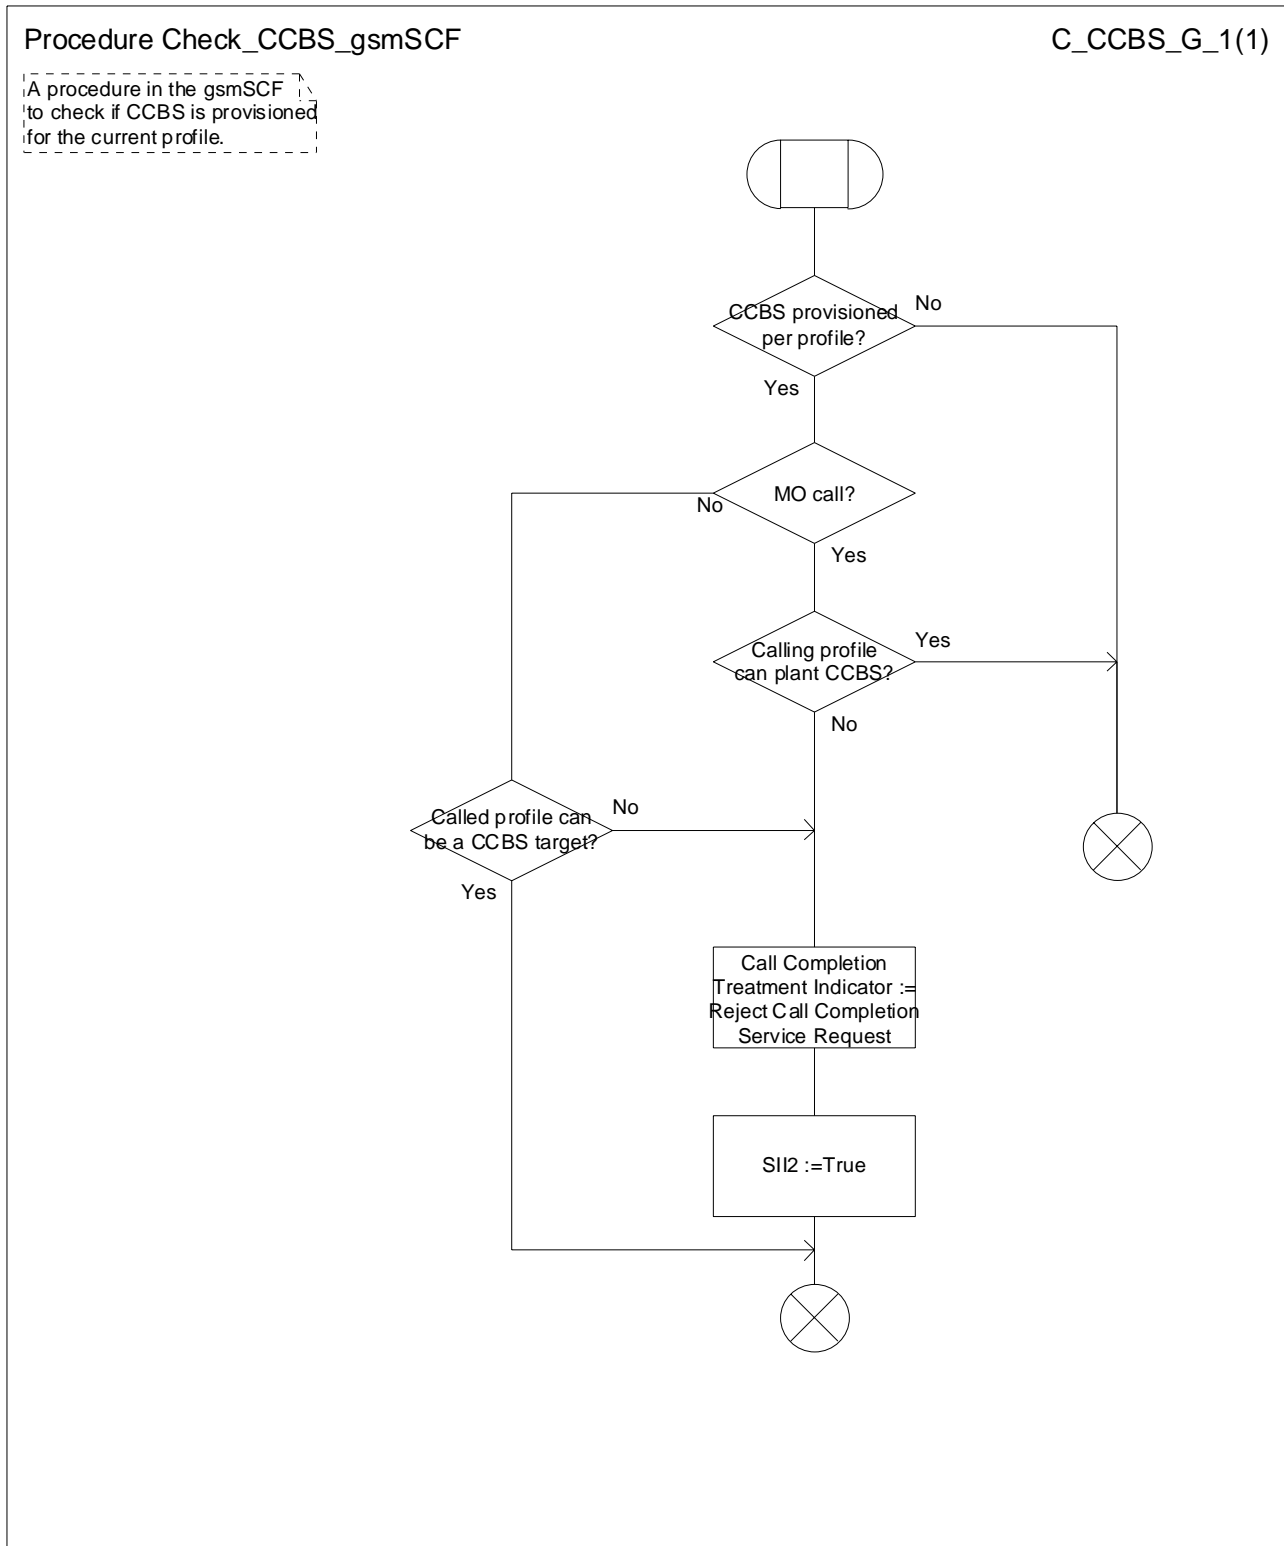 Procedure Check_CCBS_gsmSCF
C_CCBS_G_1(1)
A procedure in the gsmSCF
to check if CCBS is provisioned
for the current profile.
CCBS provisioned
per profile?
No
Yes
MO call?
No
Yes
Calling profile
can plant CCBS?
Yes
No
Called profile can
be a CCBS target?
No
Yes
Call Completion
Treatment Indicator :=
Reject Call Completion
Service Request
SII2 :=True